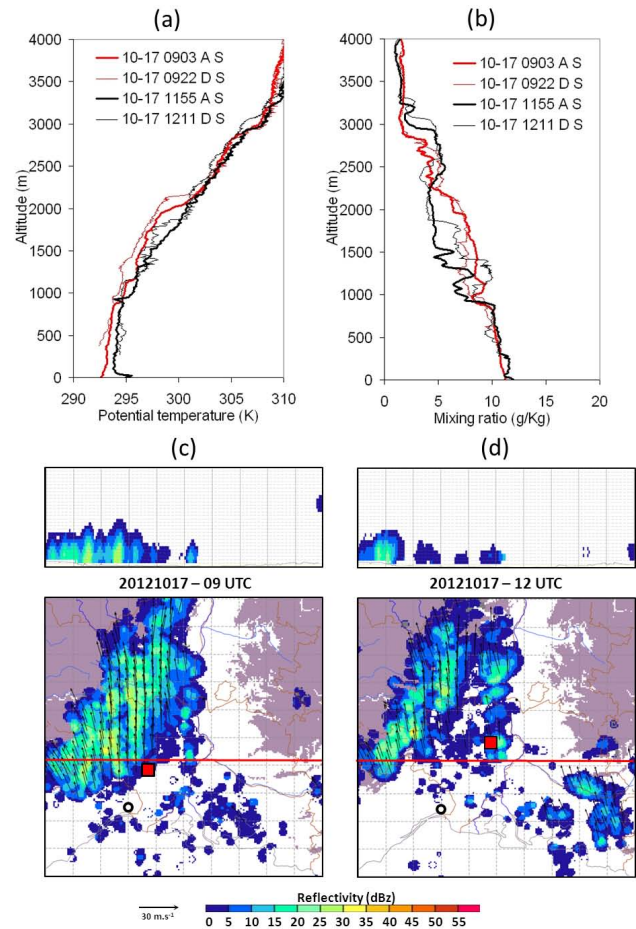 (a)
4000
3500
3000
2500
2000
1500
1000
500
0
Altitude (m)
10-17 0903 A S
10-17 0922 D S
10-17 1155 A S
10-17 1211 D S
290 295 300 305 310
Potential temperature (K)
(b)
4000
3500
3000
2500
2000
1500
1000
500
0
Altitude (m)
10-17 0903 A S
10-17 0922 D S
10-17 1155 A S
10-17 1211 D S
0 5 10 15 20
Mixing ratio (g/Kg)
(c)
20121017 – 09 UTC
(d)
20121017 – 12 UTC
30 m.s⁻¹
Reflectivity (dBz)
0 5 10 15 20 25 30 35 40 45 50 55